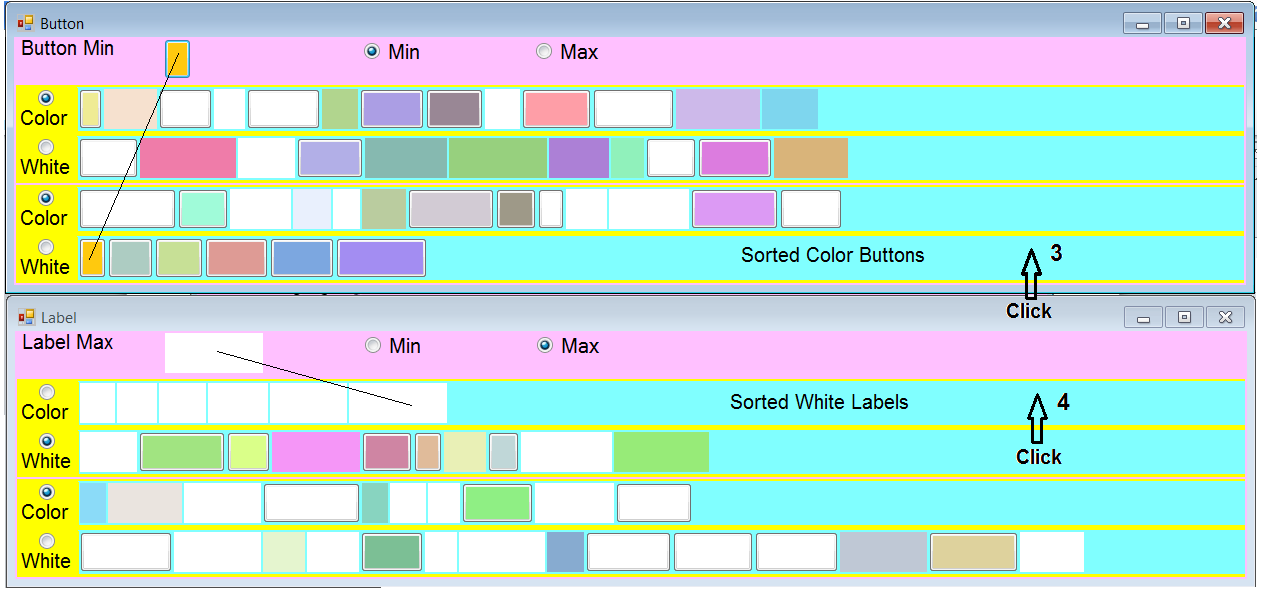 Button
Button Min
Min
Max
Color
White
Color
White
Sorted Color Buttons
3
Click
Label
Label Max
Min
Max
Color
Sorted White Labels
4
White
Click
Color
White